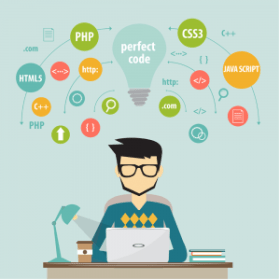 PHP
CSS3
C++
.com
perfect
code
<-->
{ }
HTML5
<-->
http:
http:
</>
JAVA SCRIPT
C++
.com
</>
PHP
{ }